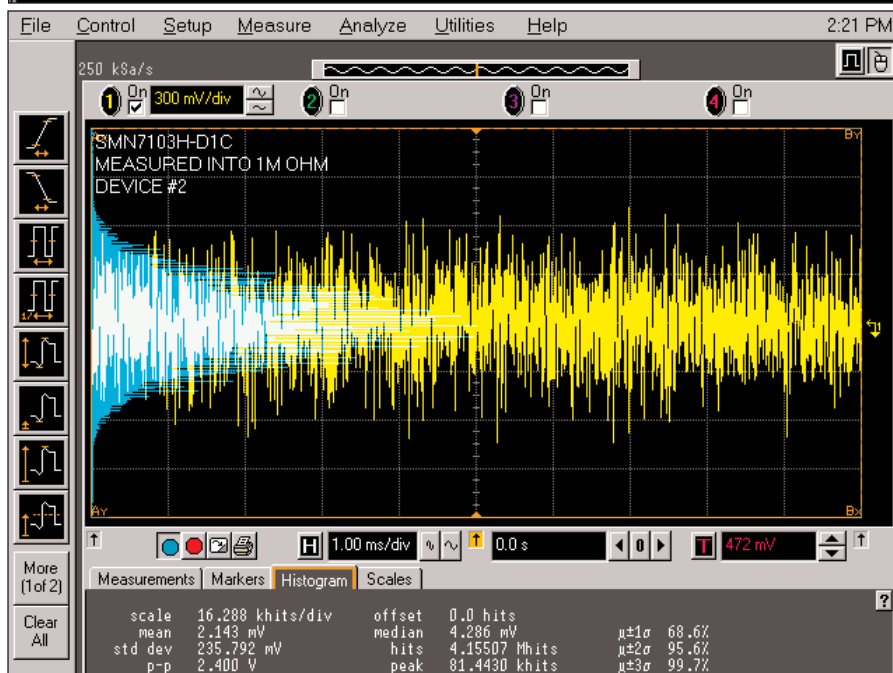 File Control Setup Measure Analyze Utilities Help 2:21 PM
250 kSa/s
1 On 300 mV/div 2 On 3 On 4 On
By
SMN7103H-D1C
MEASURED INTO 1M OHM
DEVICE #2
Ay Bx
More
(1of 2)
Clear
All
H 1.00 ms/div 0.0 s 0 T 472 mV
Measurements Markers Histogram Scales
?
scale 16.288 khits/div offset 0.0 hits
mean 2.143 mV median 4.286 mV µ±1σ 68.6%
std dev 235.792 mV hits 4.15507 Mhits µ±2σ 95.6%
p-p 2.400 V peak 81.4430 khits µ±3σ 99.7%